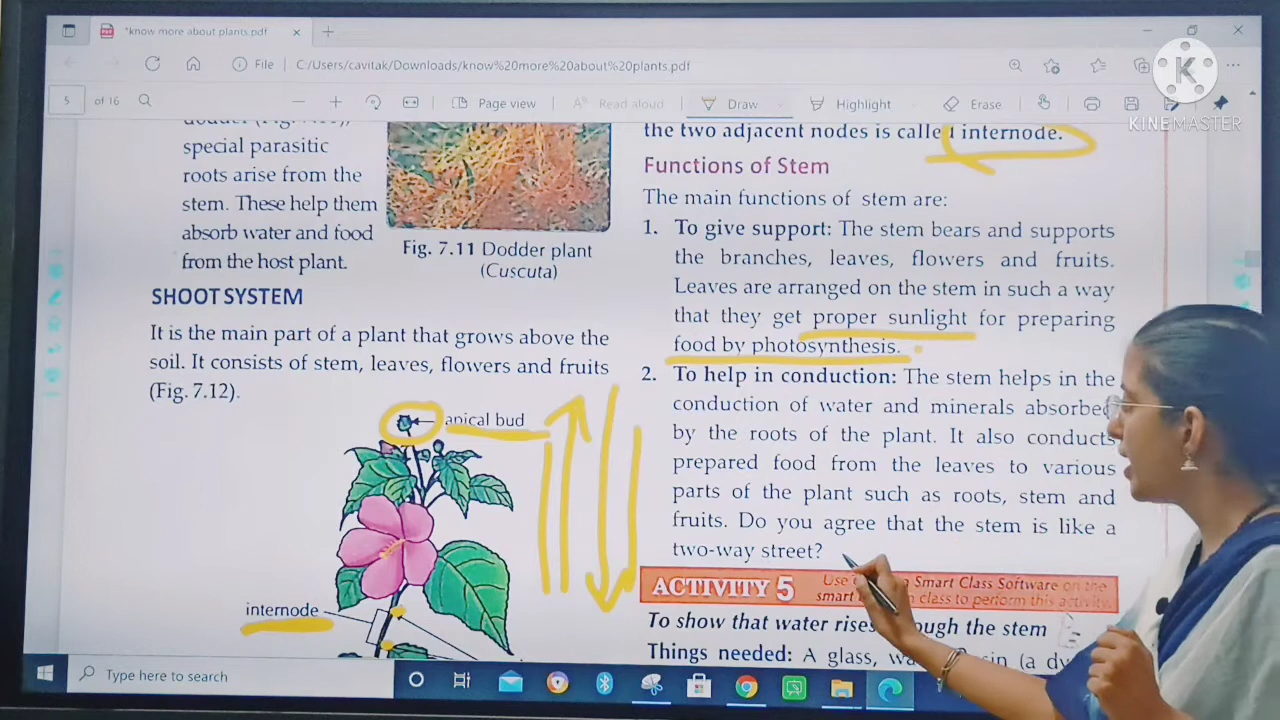 *know more about plants.pdf
File C:/Users/cavitak/Downloads/know%20more%20about%20plants.pdf
5 of 16 Page view Read aloud Draw Highlight Erase
K
KINEMASTER
special parasitic
roots arise from the
stem. These help them
absorb water and food
from the host plant.
Fig. 7.11 Dodder plant
(Cuscuta)
SHOOT SYSTEM
It is the main part of a plant that grows above the
soil. It consists of stem, leaves, flowers and fruits
(Fig. 7.12).
apical bud
internode
the two adjacent nodes is called internode.
Functions of Stem
The main functions of stem are:
1. To give support: The stem bears and supports
the branches, leaves, flowers and fruits.
Leaves are arranged on the stem in such a way
that they get proper sunlight for preparing
food by photosynthesis.
2. To help in conduction: The stem helps in the
conduction of water and minerals absorbed
by the roots of the plant. It also conducts
prepared food from the leaves to various
parts of the plant such as roots, stem and
fruits. Do you agree that the stem is like a
two-way street?
ACTIVITY 5
Use Smart Class Software on the
smart class to perform this activity.
To show that water rises through the stem
Things needed: A glass,
Type here to search